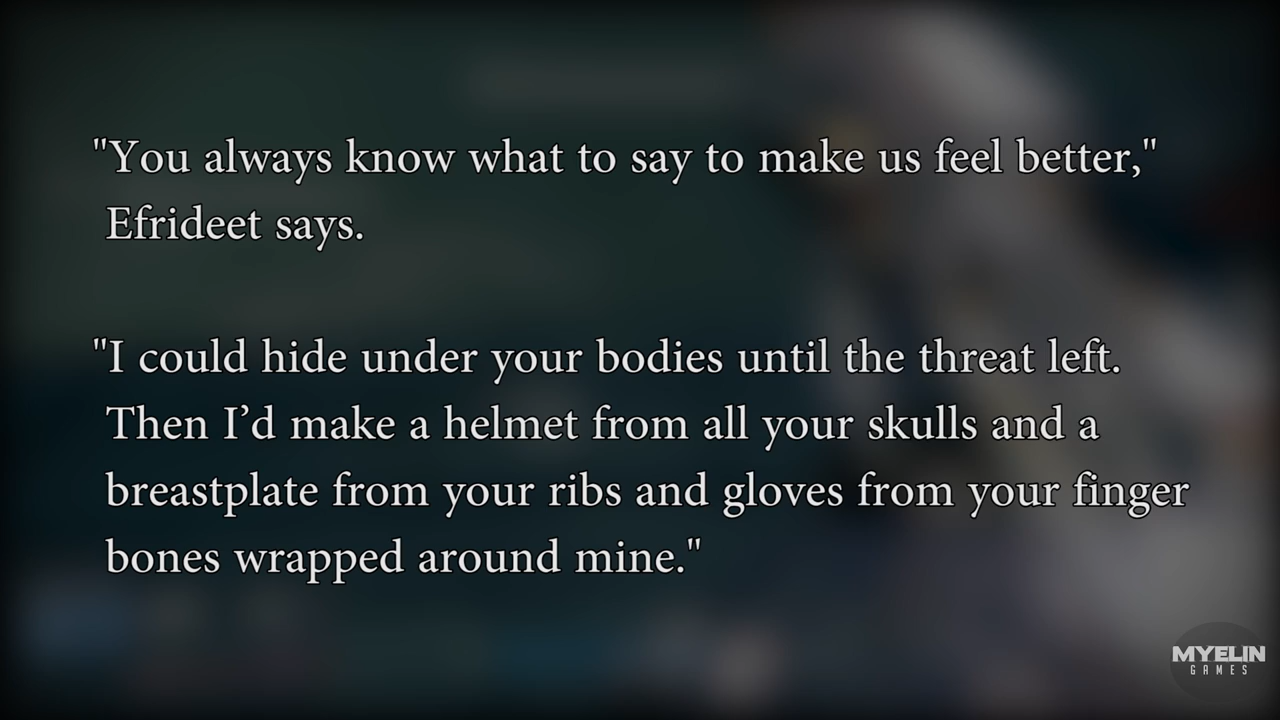 "You always know what to say to make us feel better,"
Efrideet says.
"I could hide under your bodies until the threat left.
Then I’d make a helmet from all your skulls and a
breastplate from your ribs and gloves from your finger
bones wrapped around mine."
MYELIN
GAMES